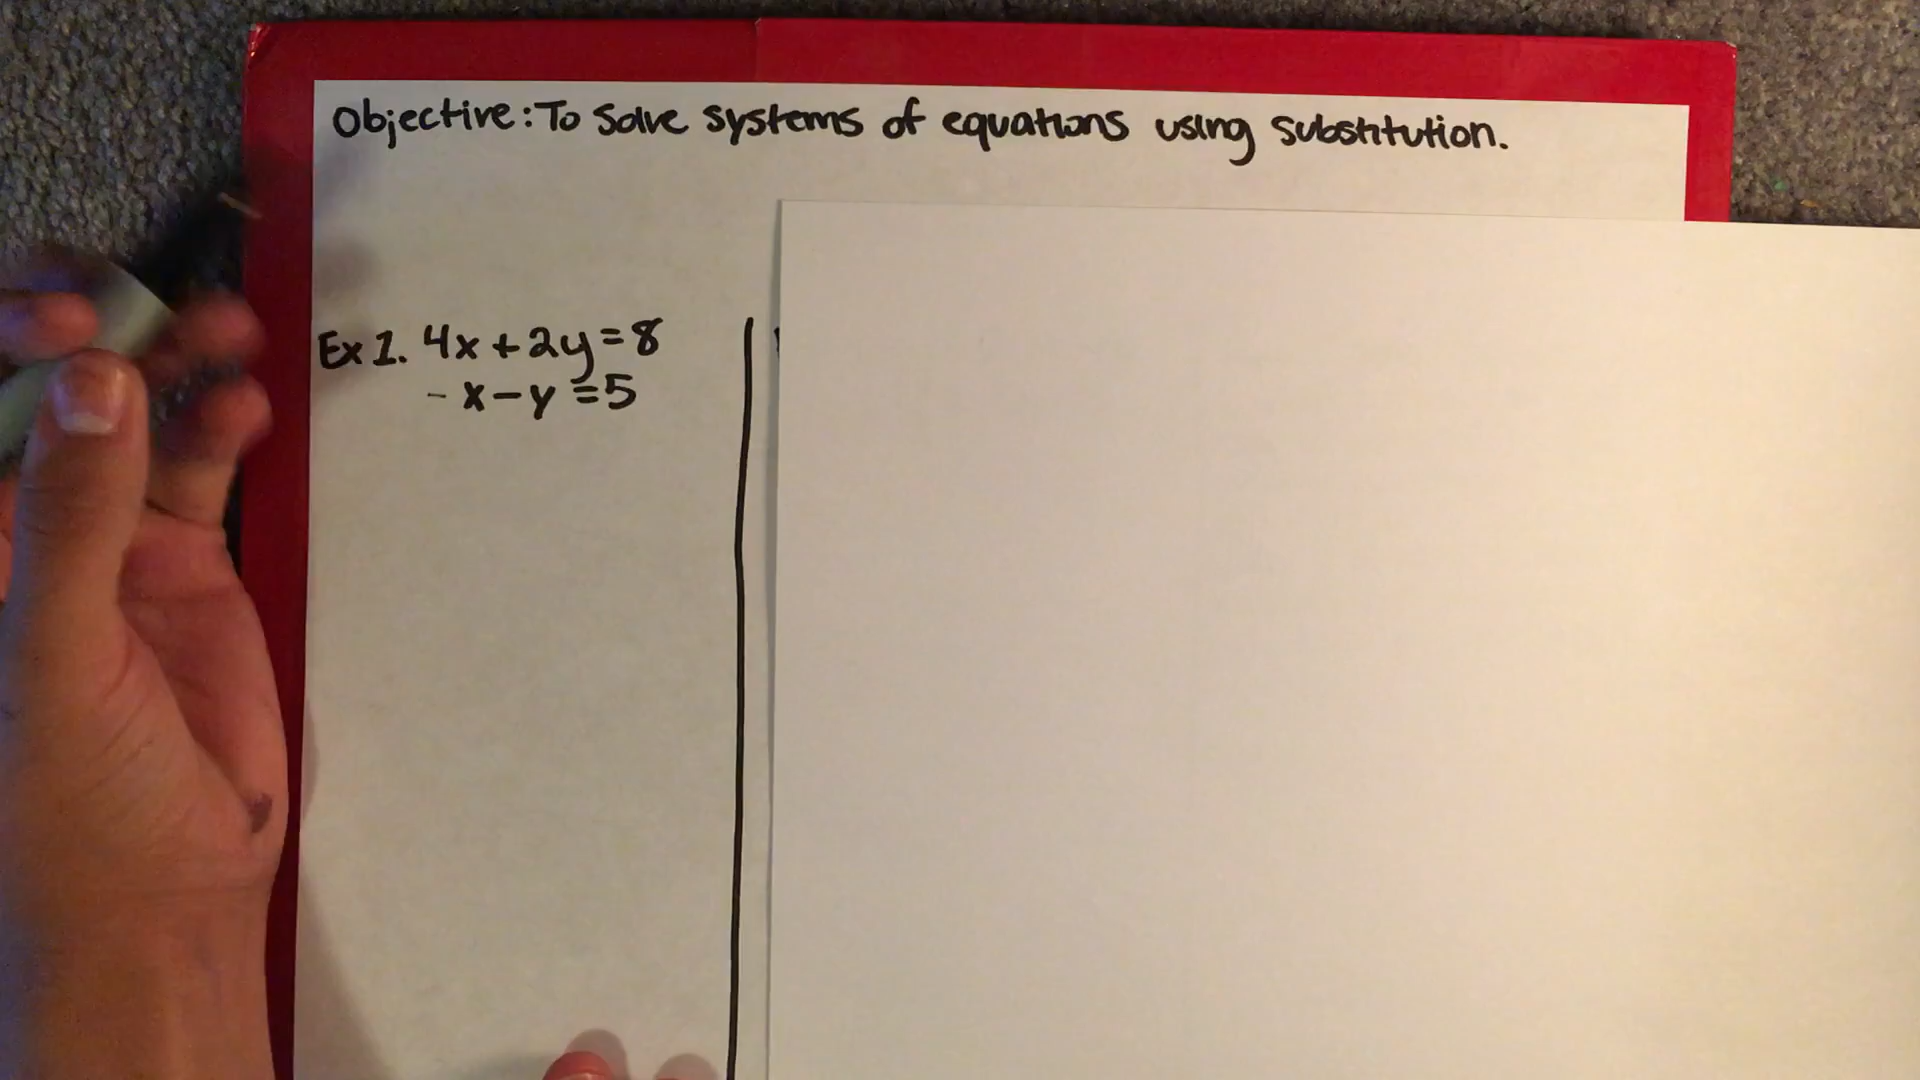 Objective: To Solve systems of equations using substitution.
Ex 1. 4x + 2y = 8
- x - y = 5